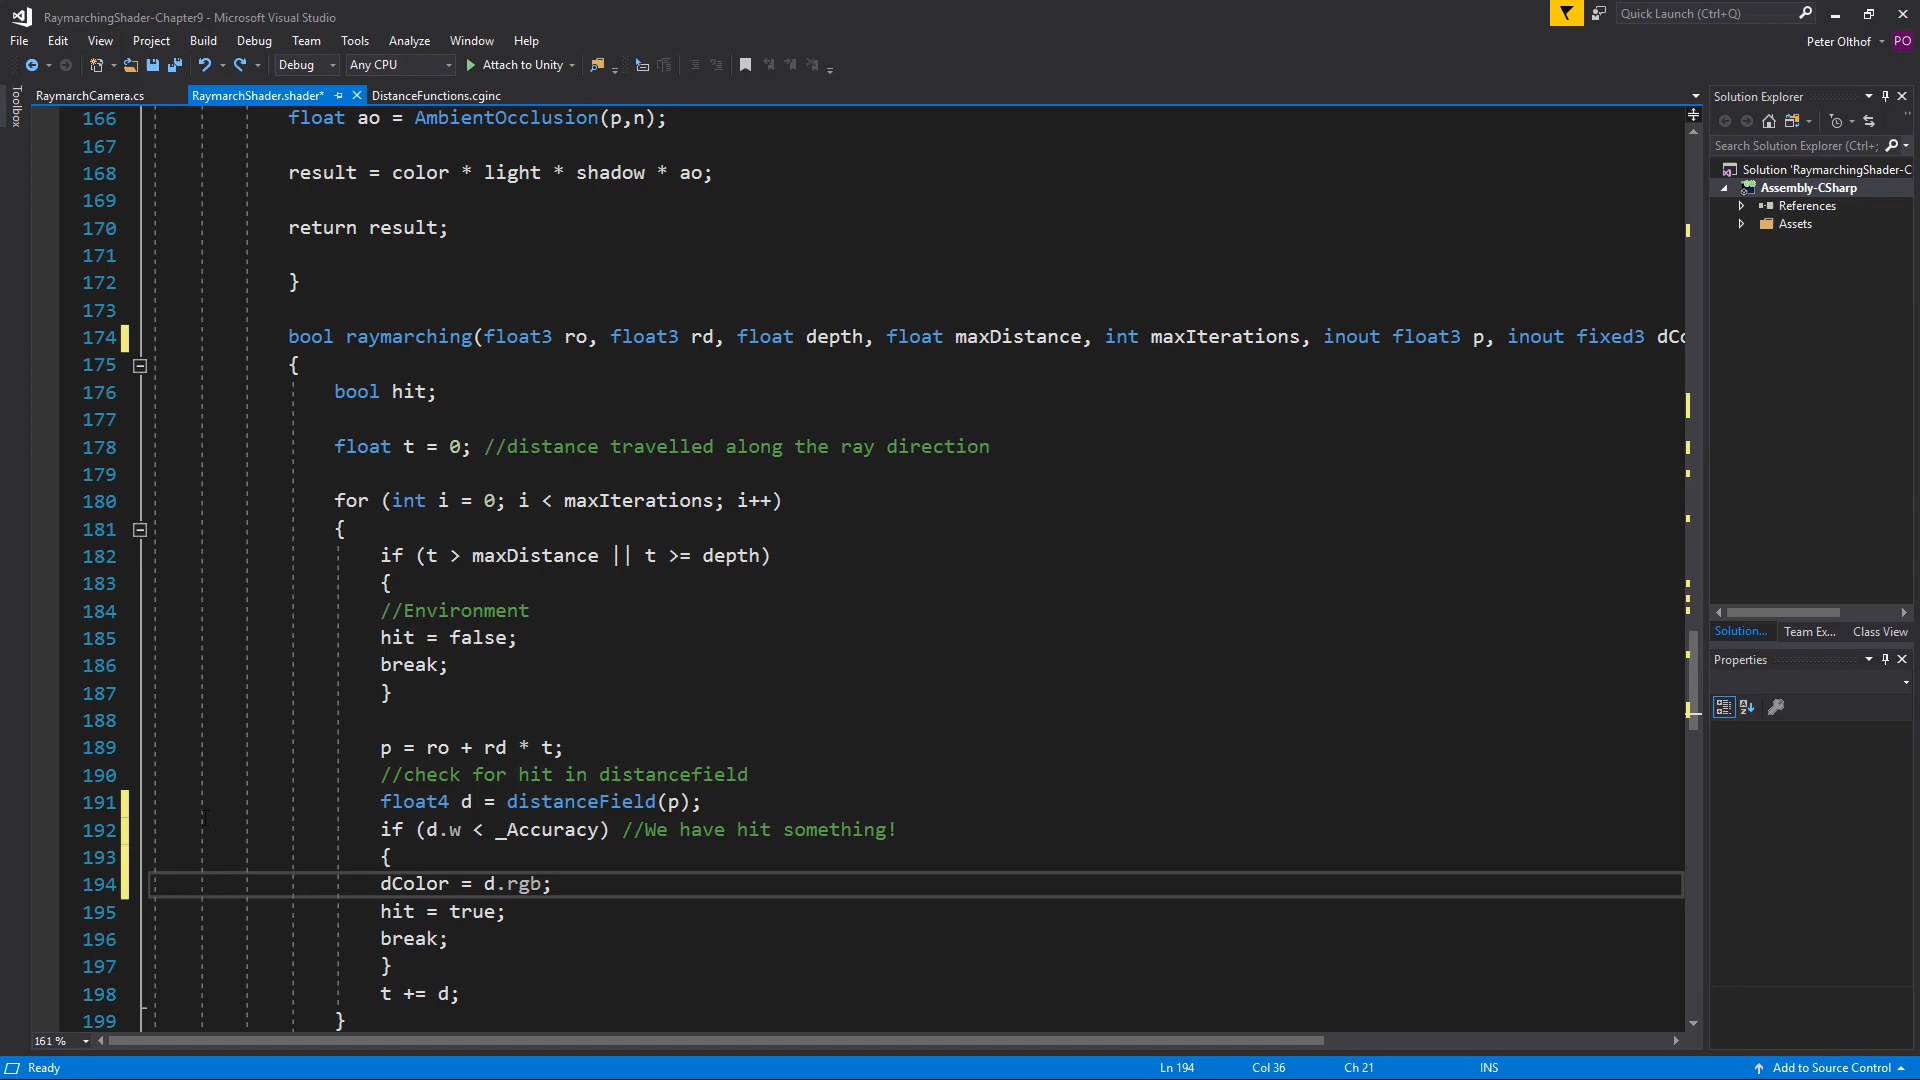 RaymarchingShader-Chapter9 - Microsoft Visual Studio
Quick Launch (Ctrl+Q)
File Edit View Project Build Debug Team Tools Analyze Window Help
Peter Olthof PO
Debug Any CPU Attach to Unity
Toolbox
RaymarchCamera.cs RaymarchShader.shader* DistanceFunctions.cginc
166 float ao = AmbientOcclusion(p,n);
167
168 result = color * light * shadow * ao;
169
170 return result;
171
172 }
173
174 bool raymarching(float3 ro, float3 rd, float depth, float maxDistance, int maxIterations, inout float3 p, inout fixed3 dCo
175 {
176 bool hit;
177
178 float t = 0; //distance travelled along the ray direction
179
180 for (int i = 0; i < maxIterations; i++)
181 {
182 if (t > maxDistance || t >= depth)
183 {
184 //Environment
185 hit = false;
186 break;
187 }
188
189 p = ro + rd * t;
190 //check for hit in distancefield
191 float4 d = distanceField(p);
192 if (d.w < _Accuracy) //We have hit something!
193 {
194 dColor = d.rgb;
195 hit = true;
196 break;
197 }
198 t += d;
199 }
161 %
Solution Explorer
Search Solution Explorer (Ctrl+;
Solution 'RaymarchingShader-C
Assembly-CSharp
References
Assets
Solution... Team Ex... Class View
Properties
Ready Ln 194 Col 36 Ch 21 INS Add to Source Control